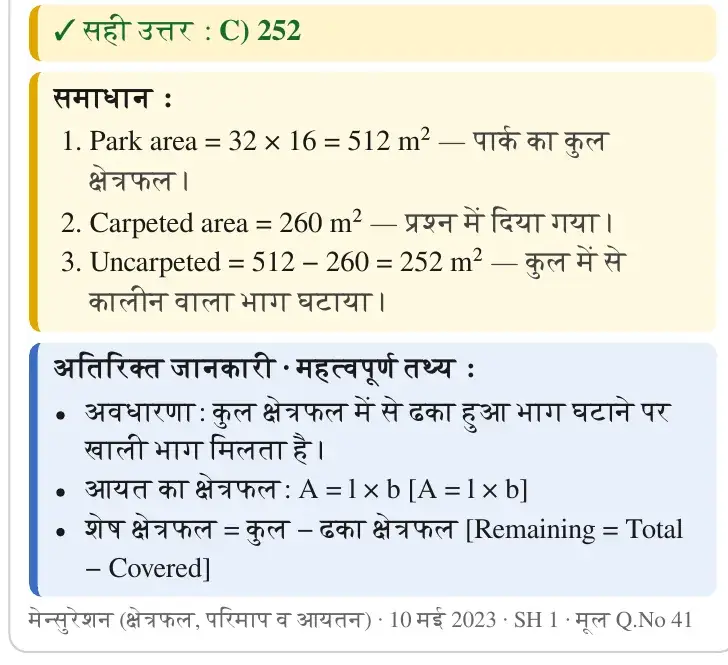 ✓ सही उत्तर : C) 252
समाधान :
1. Park area = 32 × 16 = 512 m² — पार्क का कुल
क्षेत्रफल।
2. Carpeted area = 260 m² — प्रश्न में दिया गया।
3. Uncarpeted = 512 − 260 = 252 m² — कुल में से
कालीन वाला भाग घटाया।
अतिरिक्त जानकारी · महत्वपूर्ण तथ्य :
• अवधारणा : कुल क्षेत्रफल में से ढका हुआ भाग घटाने पर
खाली भाग मिलता है।
• आयत का क्षेत्रफल : A = l × b [A = l × b]
• शेष क्षेत्रफल = कुल − ढका क्षेत्रफल [Remaining = Total
− Covered]
मेन्सुरेशन (क्षेत्रफल, परिमाप व आयतन) · 10 मई 2023 · SH 1 · मूल Q.No 41